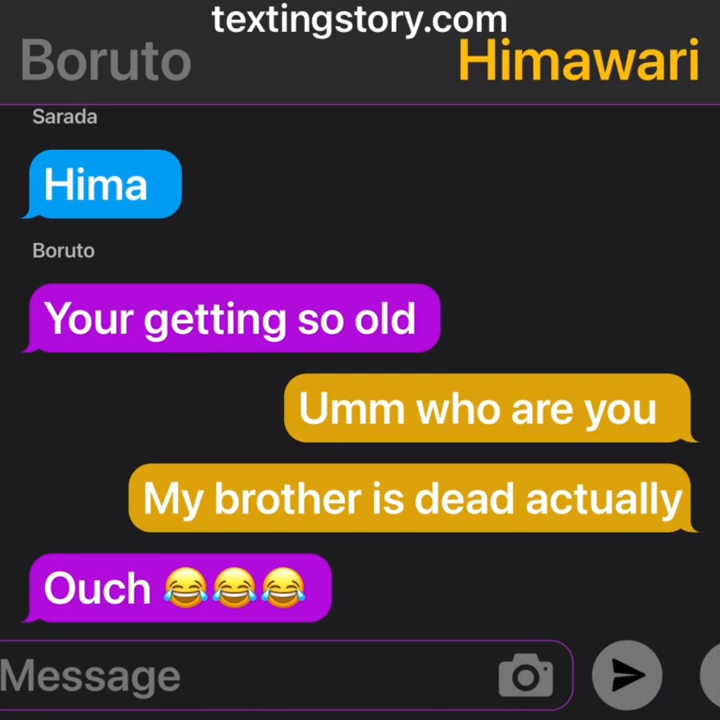 textingstory.com
Boruto Himawari
Sarada
Hima
Boruto
Your getting so old
Umm who are you
My brother is dead actually
Ouch 😂😂😂
Message